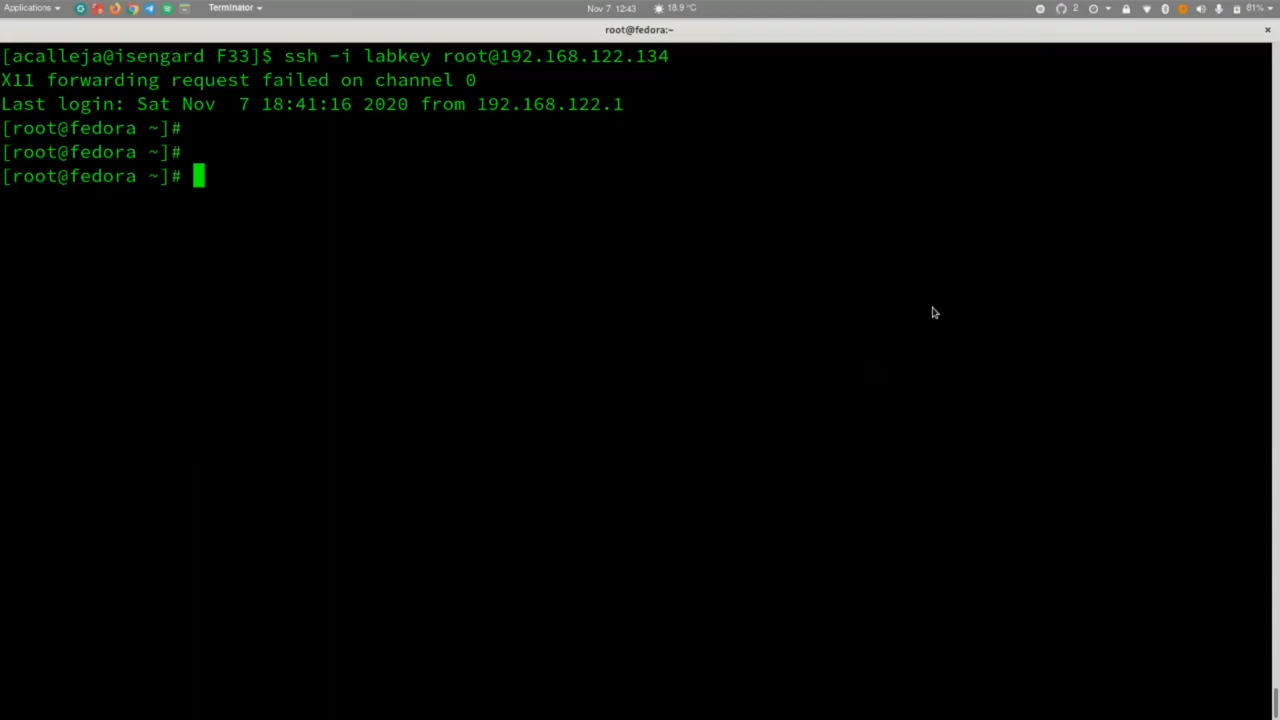 Applications
Terminator
Nov 7 12:43
18.9 °C
2
81%
root@fedora:~
[acalleja@isengard F33]$ ssh -i labkey root@192.168.122.134
X11 forwarding request failed on channel 0
Last login: Sat Nov  7 18:41:16 2020 from 192.168.122.1
[root@fedora ~]#
[root@fedora ~]#
[root@fedora ~]#